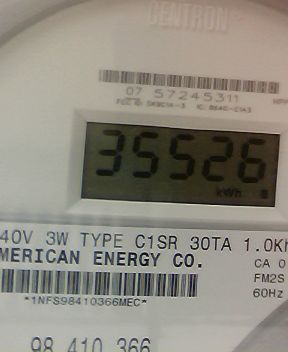 CENTRON
07 57245311
35526
kWh
40V 3W TYPE C1SR 30TA 1.0Kh
MERICAN ENERGY CO.
CA 0
FM2S
60Hz
*1NFS98410366MEC*
98 410 366